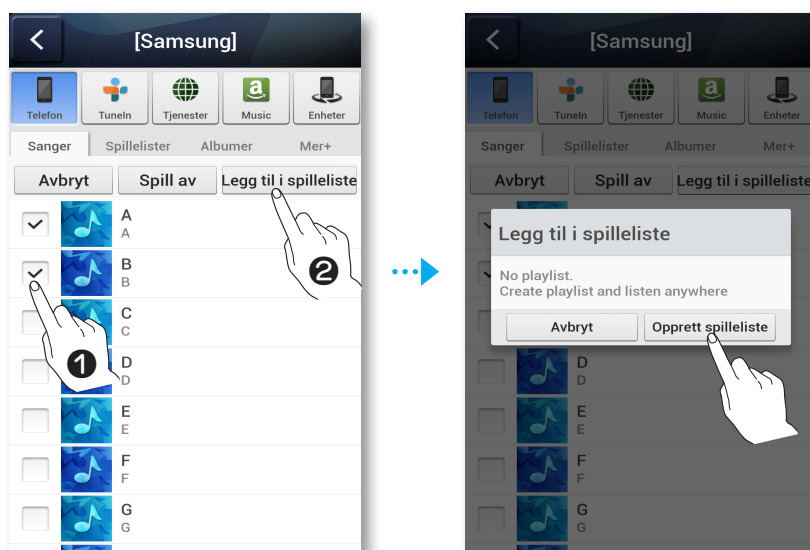 [Samsung]
Telefon TuneIn Tjenester Music Enheter
Sanger Spillelister Albumer Mer+
Avbryt Spill av Legg til i spilleliste
A
A
B
B
C
C
D
D
E
E
F
F
G
G
1
2
[Samsung]
Telefon TuneIn Tjenester Music Enheter
Sanger Spillelister Albumer Mer+
Avbryt Spill av Legg til i spilleliste
Legg til i spilleliste
No playlist.
Create playlist and listen anywhere
Avbryt Opprett spilleliste
D
D
E
E
F
F
G
G